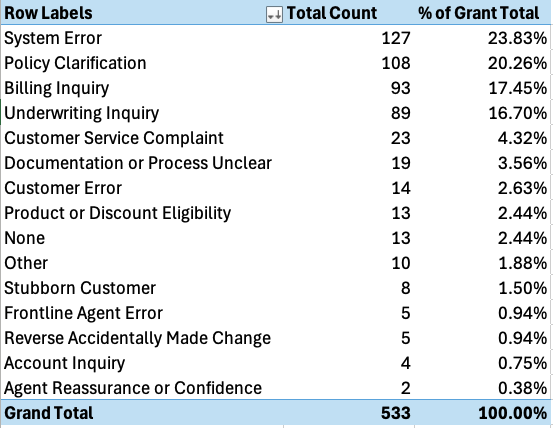 Row Labels Total Count % of Grant Total
System Error 127 23.83%
Policy Clarification 108 20.26%
Billing Inquiry 93 17.45%
Underwriting Inquiry 89 16.70%
Customer Service Complaint 23 4.32%
Documentation or Process Unclear 19 3.56%
Customer Error 14 2.63%
Product or Discount Eligibility 13 2.44%
None 13 2.44%
Other 10 1.88%
Stubborn Customer 8 1.50%
Frontline Agent Error 5 0.94%
Reverse Accidentally Made Change 5 0.94%
Account Inquiry 4 0.75%
Agent Reassurance or Confidence 2 0.38%
Grand Total 533 100.00%